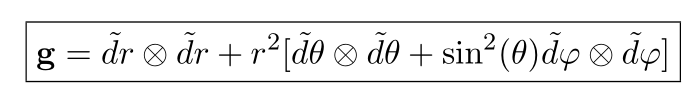 g = d̃r ⊗ d̃r + r²[d̃θ ⊗ d̃θ + sin²(θ)d̃φ ⊗ d̃φ]